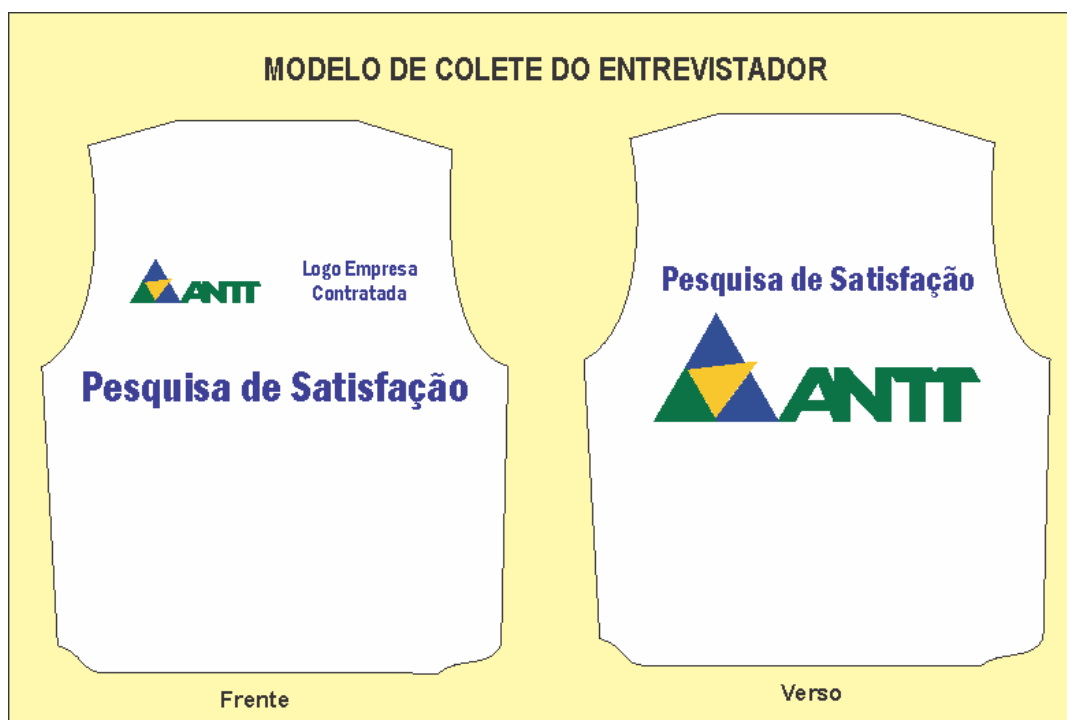 MODELO DE COLETE DO ENTREVISTADOR
ANTT
Logo Empresa
Contratada
Pesquisa de Satisfação
Frente
Pesquisa de Satisfação
ANTT
Verso